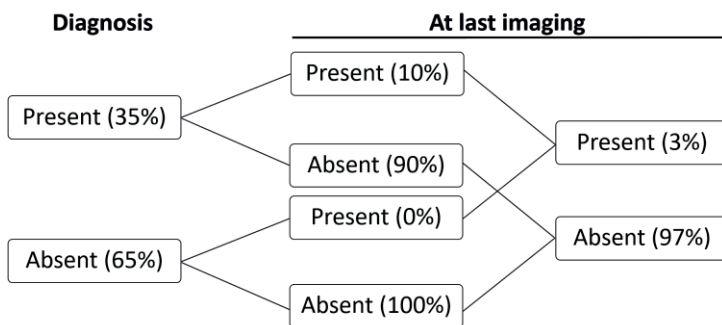 Diagnosis
At last imaging
Present (35%)
Absent (65%)
Present (10%)
Absent (90%)
Present (0%)
Absent (100%)
Present (3%)
Absent (97%)